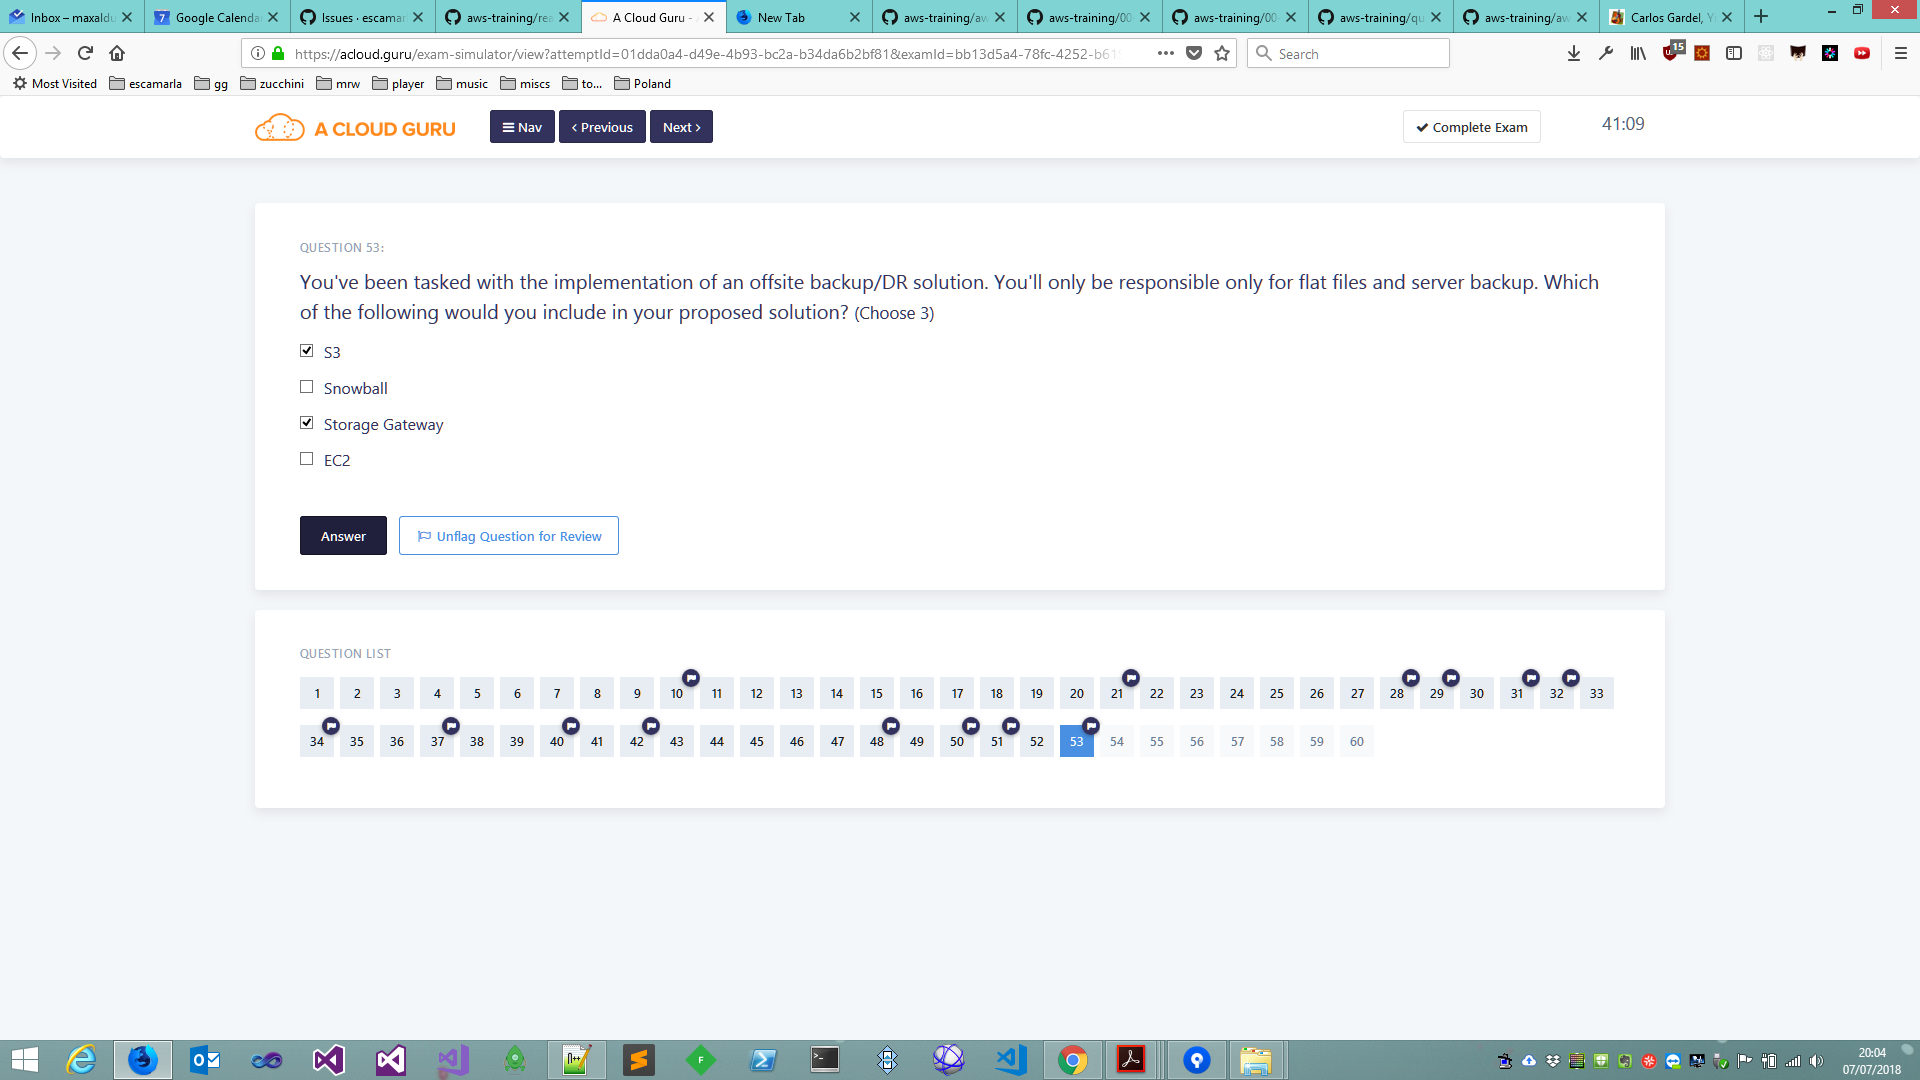 Inbox – maxaldu
Google Calenda
Issues · escamar
aws-training/rea
A Cloud Guru - A
New Tab
aws-training/aw
aws-training/00
aws-training/00
aws-training/qu
aws-training/aw
Carlos Gardel, Y
https://acloud.guru/exam-simulator/view?attemptId=01dda0a4-d49e-4b93-bc2a-b34da6b2bf81&examId=bb13d5a4-78fc-4252-b61
Search
15
Most Visited
escamarla
gg
zucchini
mrw
player
music
miscs
to...
Poland
A CLOUD GURU
Nav
Previous
Next
Complete Exam
41:09
QUESTION 53:
You've been tasked with the implementation of an offsite backup/DR solution. You'll only be responsible only for flat files and server backup. Which
of the following would you include in your proposed solution? (Choose 3)
S3
Snowball
Storage Gateway
EC2
Answer
Unflag Question for Review
QUESTION LIST
1 2 3 4 5 6 7 8 9 10 11 12 13 14 15 16 17 18 19 20 21 22 23 24 25 26 27 28 29 30 31 32 33
34 35 36 37 38 39 40 41 42 43 44 45 46 47 48 49 50 51 52 53 54 55 56 57 58 59 60
20:04
07/07/2018